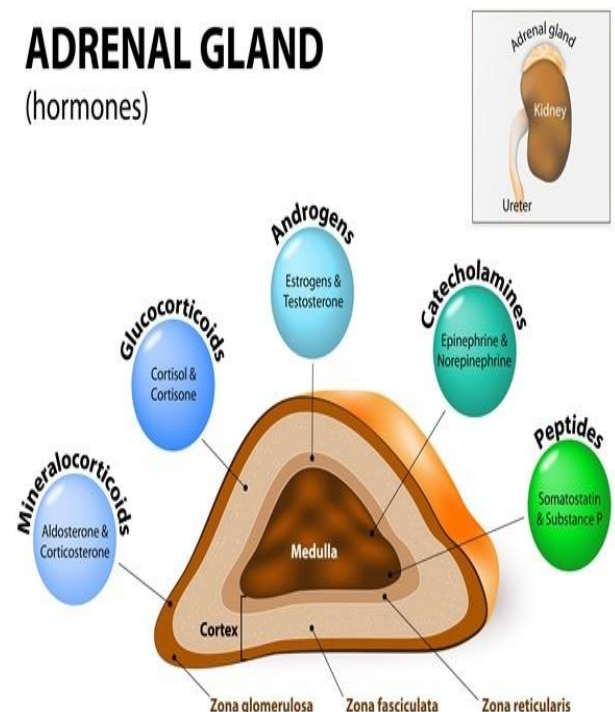 ADRENAL GLAND
(hormones)
Adrenal gland
Kidney
Ureter
Androgens
Estrogens &
Testosterone
Glucocorticoids
Cortisol &
Cortisone
Catecholamines
Epinephrine &
Norepinephrine
Mineralocorticoids
Aldosterone &
Corticosterone
Peptides
Somatostatin
& Substance P
Medulla
Cortex
Zona glomerulosa
Zona fasciculata
Zona reticularis